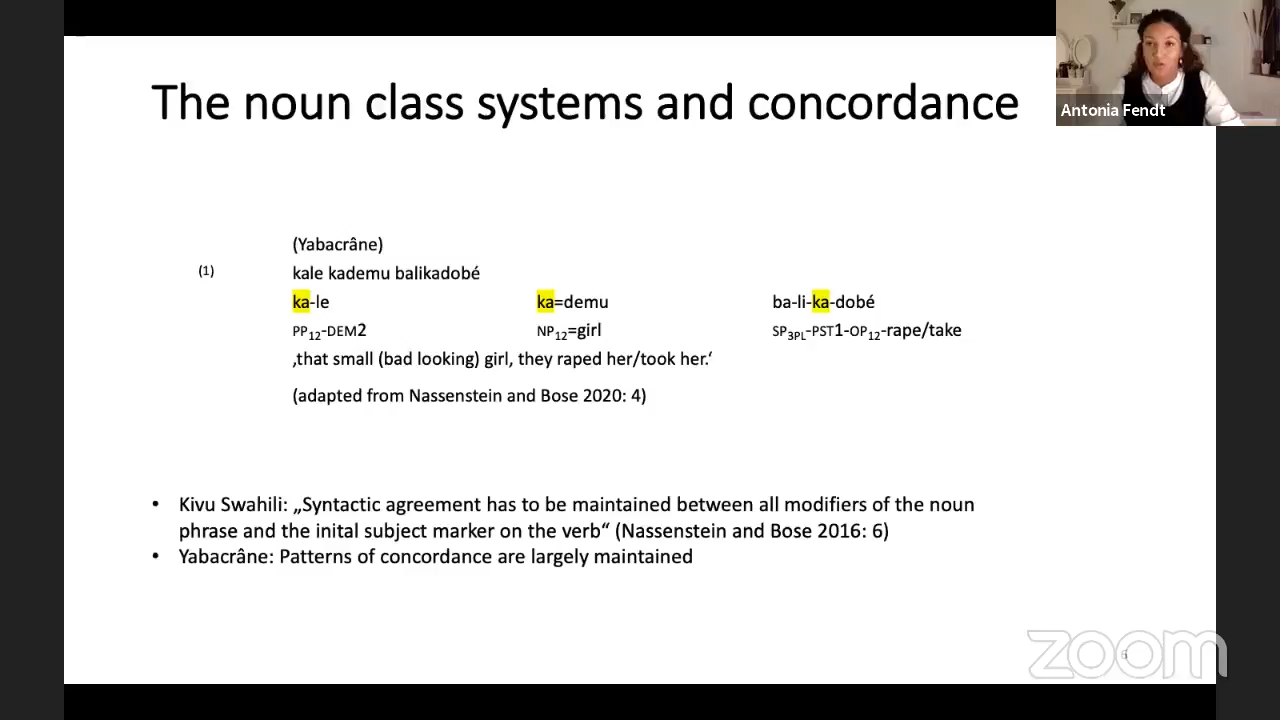 The noun class systems and concordance
Antonia Fendt
(Yabacrâne)
(1) kale kademu balikadobé
ka-le ka=demu ba-li-ka-dobé
PP12-DEM2 NP12=girl SP3PL-PST1-OP12-rape/take
‚that small (bad looking) girl, they raped her/took her.‘
(adapted from Nassenstein and Bose 2020: 4)
• Kivu Swahili: „Syntactic agreement has to be maintained between all modifiers of the noun
phrase and the inital subject marker on the verb“ (Nassenstein and Bose 2016: 6)
• Yabacrâne: Patterns of concordance are largely maintained
zoom